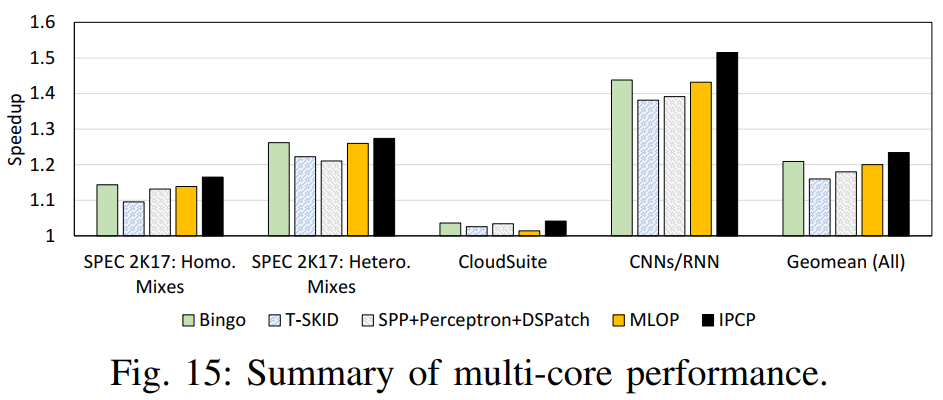 1.6
1.5
1.4
1.3
1.2
1.1
1
Speedup
SPEC 2K17: Homo. Mixes
SPEC 2K17: Hetero. Mixes
CloudSuite
CNNs/RNN
Geomean (All)
Bingo T-SKID SPP+Perceptron+DSPatch MLOP IPCP
Fig. 15: Summary of multi-core performance.